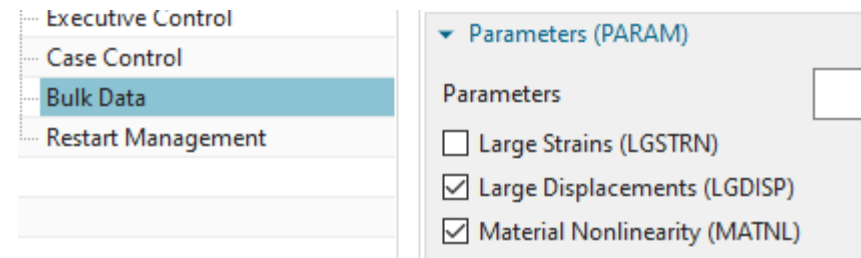 Executive Control
Case Control
Bulk Data
Restart Management
Parameters (PARAM)
Parameters
Large Strains (LGSTRN)
Large Displacements (LGDISP)
Material Nonlinearity (MATNL)